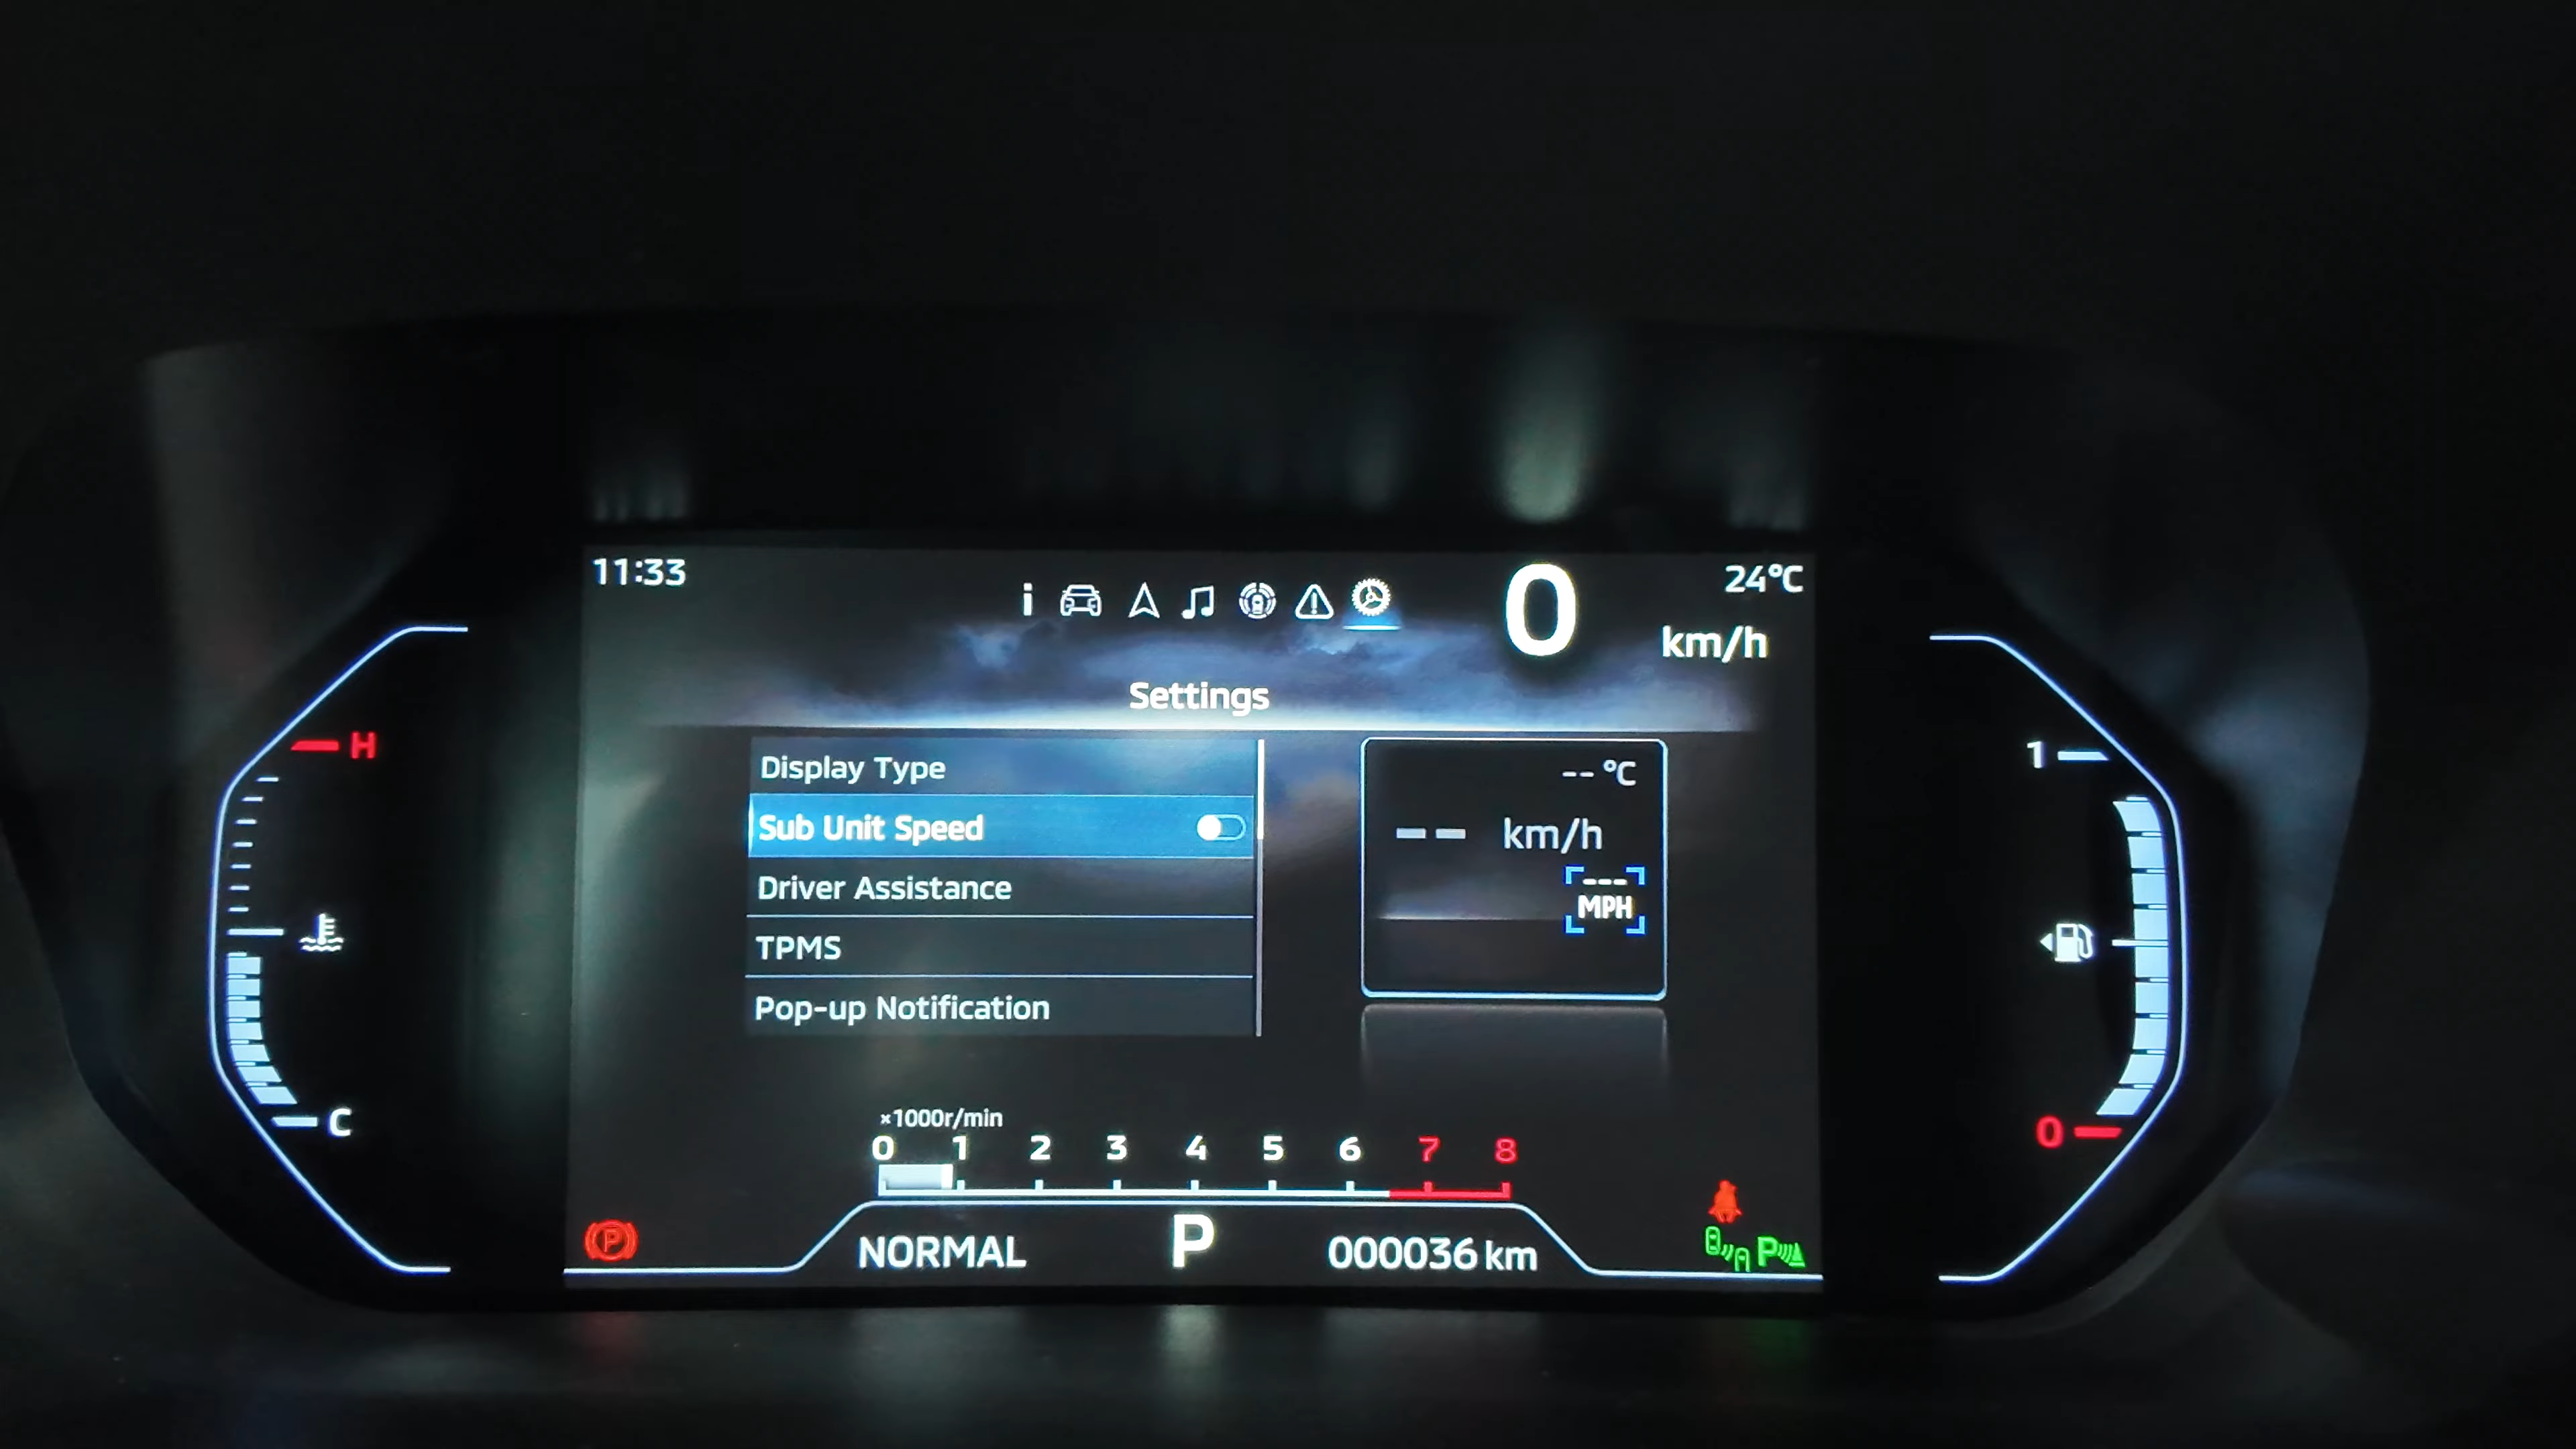 11:33
0
24°C
km/h
Settings
H
1
Display Type
-- °C
Sub Unit Speed
-- km/h
Driver Assistance
---
MPH
TPMS
Pop-up Notification
C
×1000r/min
0 1 2 3 4 5 6 7 8
0
P
NORMAL
P
000036 km
P